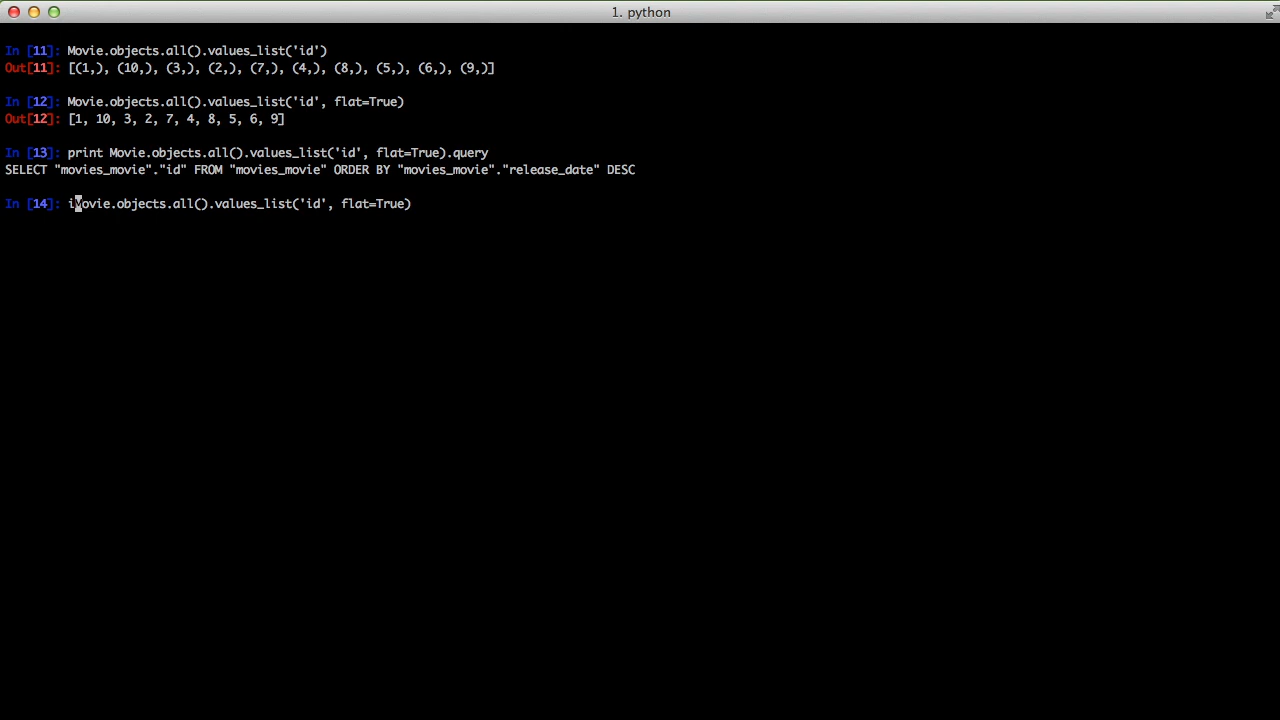 1. python
In [11]: Movie.objects.all().values_list('id')
Out[11]: [(1,), (10,), (3,), (2,), (7,), (4,), (8,), (5,), (6,), (9,)]
In [12]: Movie.objects.all().values_list('id', flat=True)
Out[12]: [1, 10, 3, 2, 7, 4, 8, 5, 6, 9]
In [13]: print Movie.objects.all().values_list('id', flat=True).query
SELECT "movies_movie"."id" FROM "movies_movie" ORDER BY "movies_movie"."release_date" DESC
In [14]: iMovie.objects.all().values_list('id', flat=True)